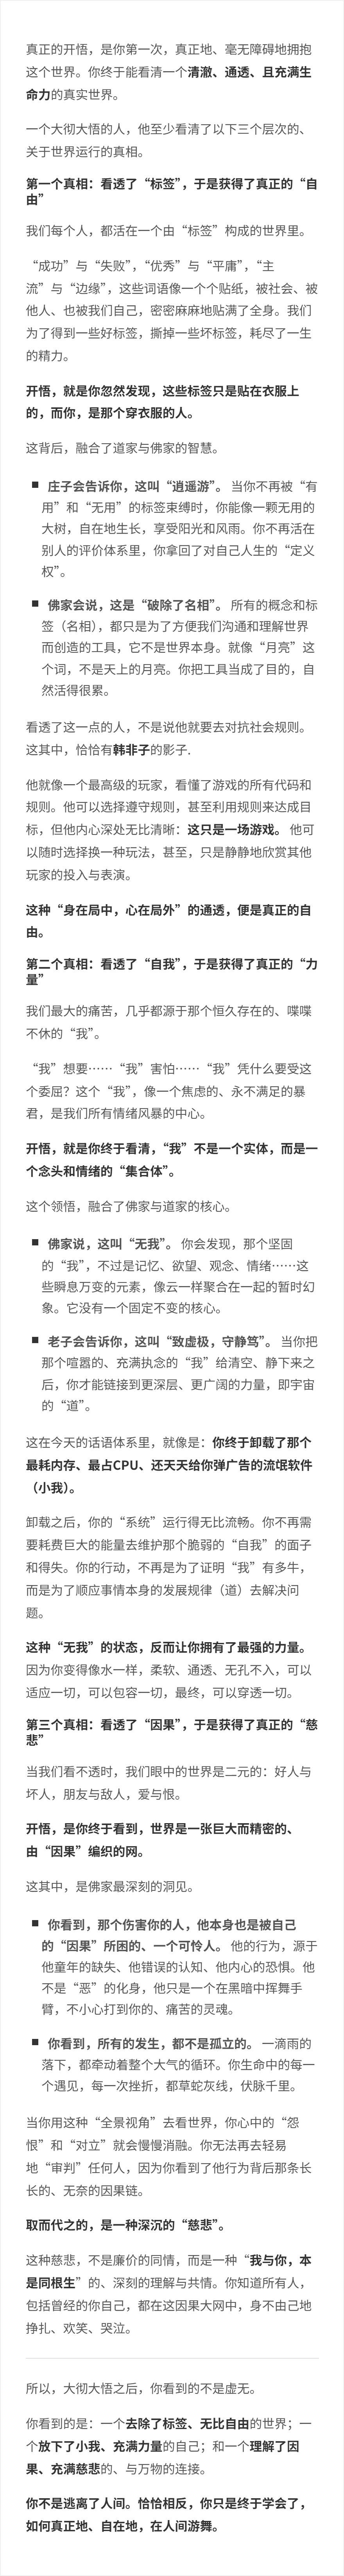 真正的开悟，是你第一次，真正地、毫无障碍地拥抱
这个世界。你终于能看清一个清澈、通透、且充满生
命力的真实世界。
一个大彻大悟的人，他至少看清了以下三个层次的、
关于世界运行的真相。
第一个真相：看透了“标签”，于是获得了真正的“自
由”
我们每个人，都活在一个由“标签”构成的世界里。
“成功”与“失败”，“优秀”与“平庸”，“主
流”与“边缘”，这些词语像一个个贴纸，被社会、被
他人、也被我们自己，密密麻麻地贴满了全身。我们
为了得到一些好标签，撕掉一些坏标签，耗尽了一生
的精力。
开悟，就是你忽然发现，这些标签只是贴在衣服上
的，而你，是那个穿衣服的人。
这背后，融合了道家与佛家的智慧。
■ 庄子会告诉你，这叫“逍遥游”。 当你不再被“有
用”和“无用”的标签束缚时，你能像一颗无用的
大树，自在地生长，享受阳光和风雨。你不再活在
别人的评价体系里，你拿回了对自己人生的“定义
权”。
■ 佛家会说，这是“破除了名相”。 所有的概念和标
签（名相），都只是为了方便我们沟通和理解世界
而创造的工具，它不是世界本身。就像“月亮”这
个词，不是天上的月亮。你把工具当成了目的，自
然活得很累。
看透了这一点的人，不是说他就要去对抗社会规则。
这其中，恰恰有韩非子的影子.
他就像一个最高级的玩家，看懂了游戏的所有代码和
规则。他可以选择遵守规则，甚至利用规则来达成目
标，但他内心深处无比清晰：这只是一场游戏。 他可
以随时选择换一种玩法，甚至，只是静静地欣赏其他
玩家的投入与表演。
这种“身在局中，心在局外”的通透，便是真正的自
由。
第二个真相：看透了“自我”，于是获得了真正的“力
量”
我们最大的痛苦，几乎都源于那个恒久存在的、喋喋
不休的“我”。
“我”想要……“我”害怕……“我”凭什么要受这
个委屈？这个“我”，像一个焦虑的、永不满足的暴
君，是我们所有情绪风暴的中心。
开悟，就是你终于看清，“我”不是一个实体，而是一
个念头和情绪的“集合体”。
这个领悟，融合了佛家与道家的核心。
■ 佛家说，这叫“无我”。 你会发现，那个坚固
的“我”，不过是记忆、欲望、观念、情绪……这
些瞬息万变的元素，像云一样聚合在一起的暂时幻
象。它没有一个固定不变的核心。
■ 老子会告诉你，这叫“致虚极，守静笃”。 当你把
那个喧嚣的、充满执念的“我”给清空、静下来之
后，你才能链接到更深层、更广阔的力量，即宇宙
的“道”。
这在今天的话语体系里，就像是：你终于卸载了那个
最耗内存、最占CPU、还天天给你弹广告的流氓软件
（小我）。
卸载之后，你的“系统”运行得无比流畅。你不再需
要耗费巨大的能量去维护那个脆弱的“自我”的面子
和得失。你的行动，不再是为了证明“我”有多牛，
而是为了顺应事情本身的发展规律（道）去解决问
题。
这种“无我”的状态，反而让你拥有了最强的力量。
因为你变得像水一样，柔软、通透、无孔不入，可以
适应一切，可以包容一切，最终，可以穿透一切。
第三个真相：看透了“因果”，于是获得了真正的“慈
悲”
当我们看不透时，我们眼中的世界是二元的：好人与
坏人，朋友与敌人，爱与恨。
开悟，是你终于看到，世界是一张巨大而精密的、
由“因果”编织的网。
这其中，是佛家最深刻的洞见。
■ 你看到，那个伤害你的人，他本身也是被自己
的“因果”所困的、一个可怜人。 他的行为，源于
他童年的缺失、他错误的认知、他内心的恐惧。他
不是“恶”的化身，他只是一个在黑暗中挥舞手
臂，不小心打到你的、痛苦的灵魂。
■ 你看到，所有的发生，都不是孤立的。 一滴雨的
落下，都牵动着整个大气的循环。你生命中的每一
个遇见，每一次挫折，都草蛇灰线，伏脉千里。
当你用这种“全景视角”去看世界，你心中的“怨
恨”和“对立”就会慢慢消融。你无法再去轻易
地“审判”任何人，因为你看到了他行为背后那条长
长的、无奈的因果链。
取而代之的，是一种深沉的“慈悲”。
这种慈悲，不是廉价的同情，而是一种“我与你，本
是同根生”的、深刻的理解与共情。你知道所有人，
包括曾经的你自己，都在这因果大网中，身不由己地
挣扎、欢笑、哭泣。
所以，大彻大悟之后，你看到的不是虚无。
你看到的是：一个去除了标签、无比自由的世界；一
个放下了小我、充满力量的自己；和一个理解了因
果、充满慈悲的、与万物的连接。
你不是逃离了人间。恰恰相反，你只是终于学会了，
如何真正地、自在地，在人间游舞。